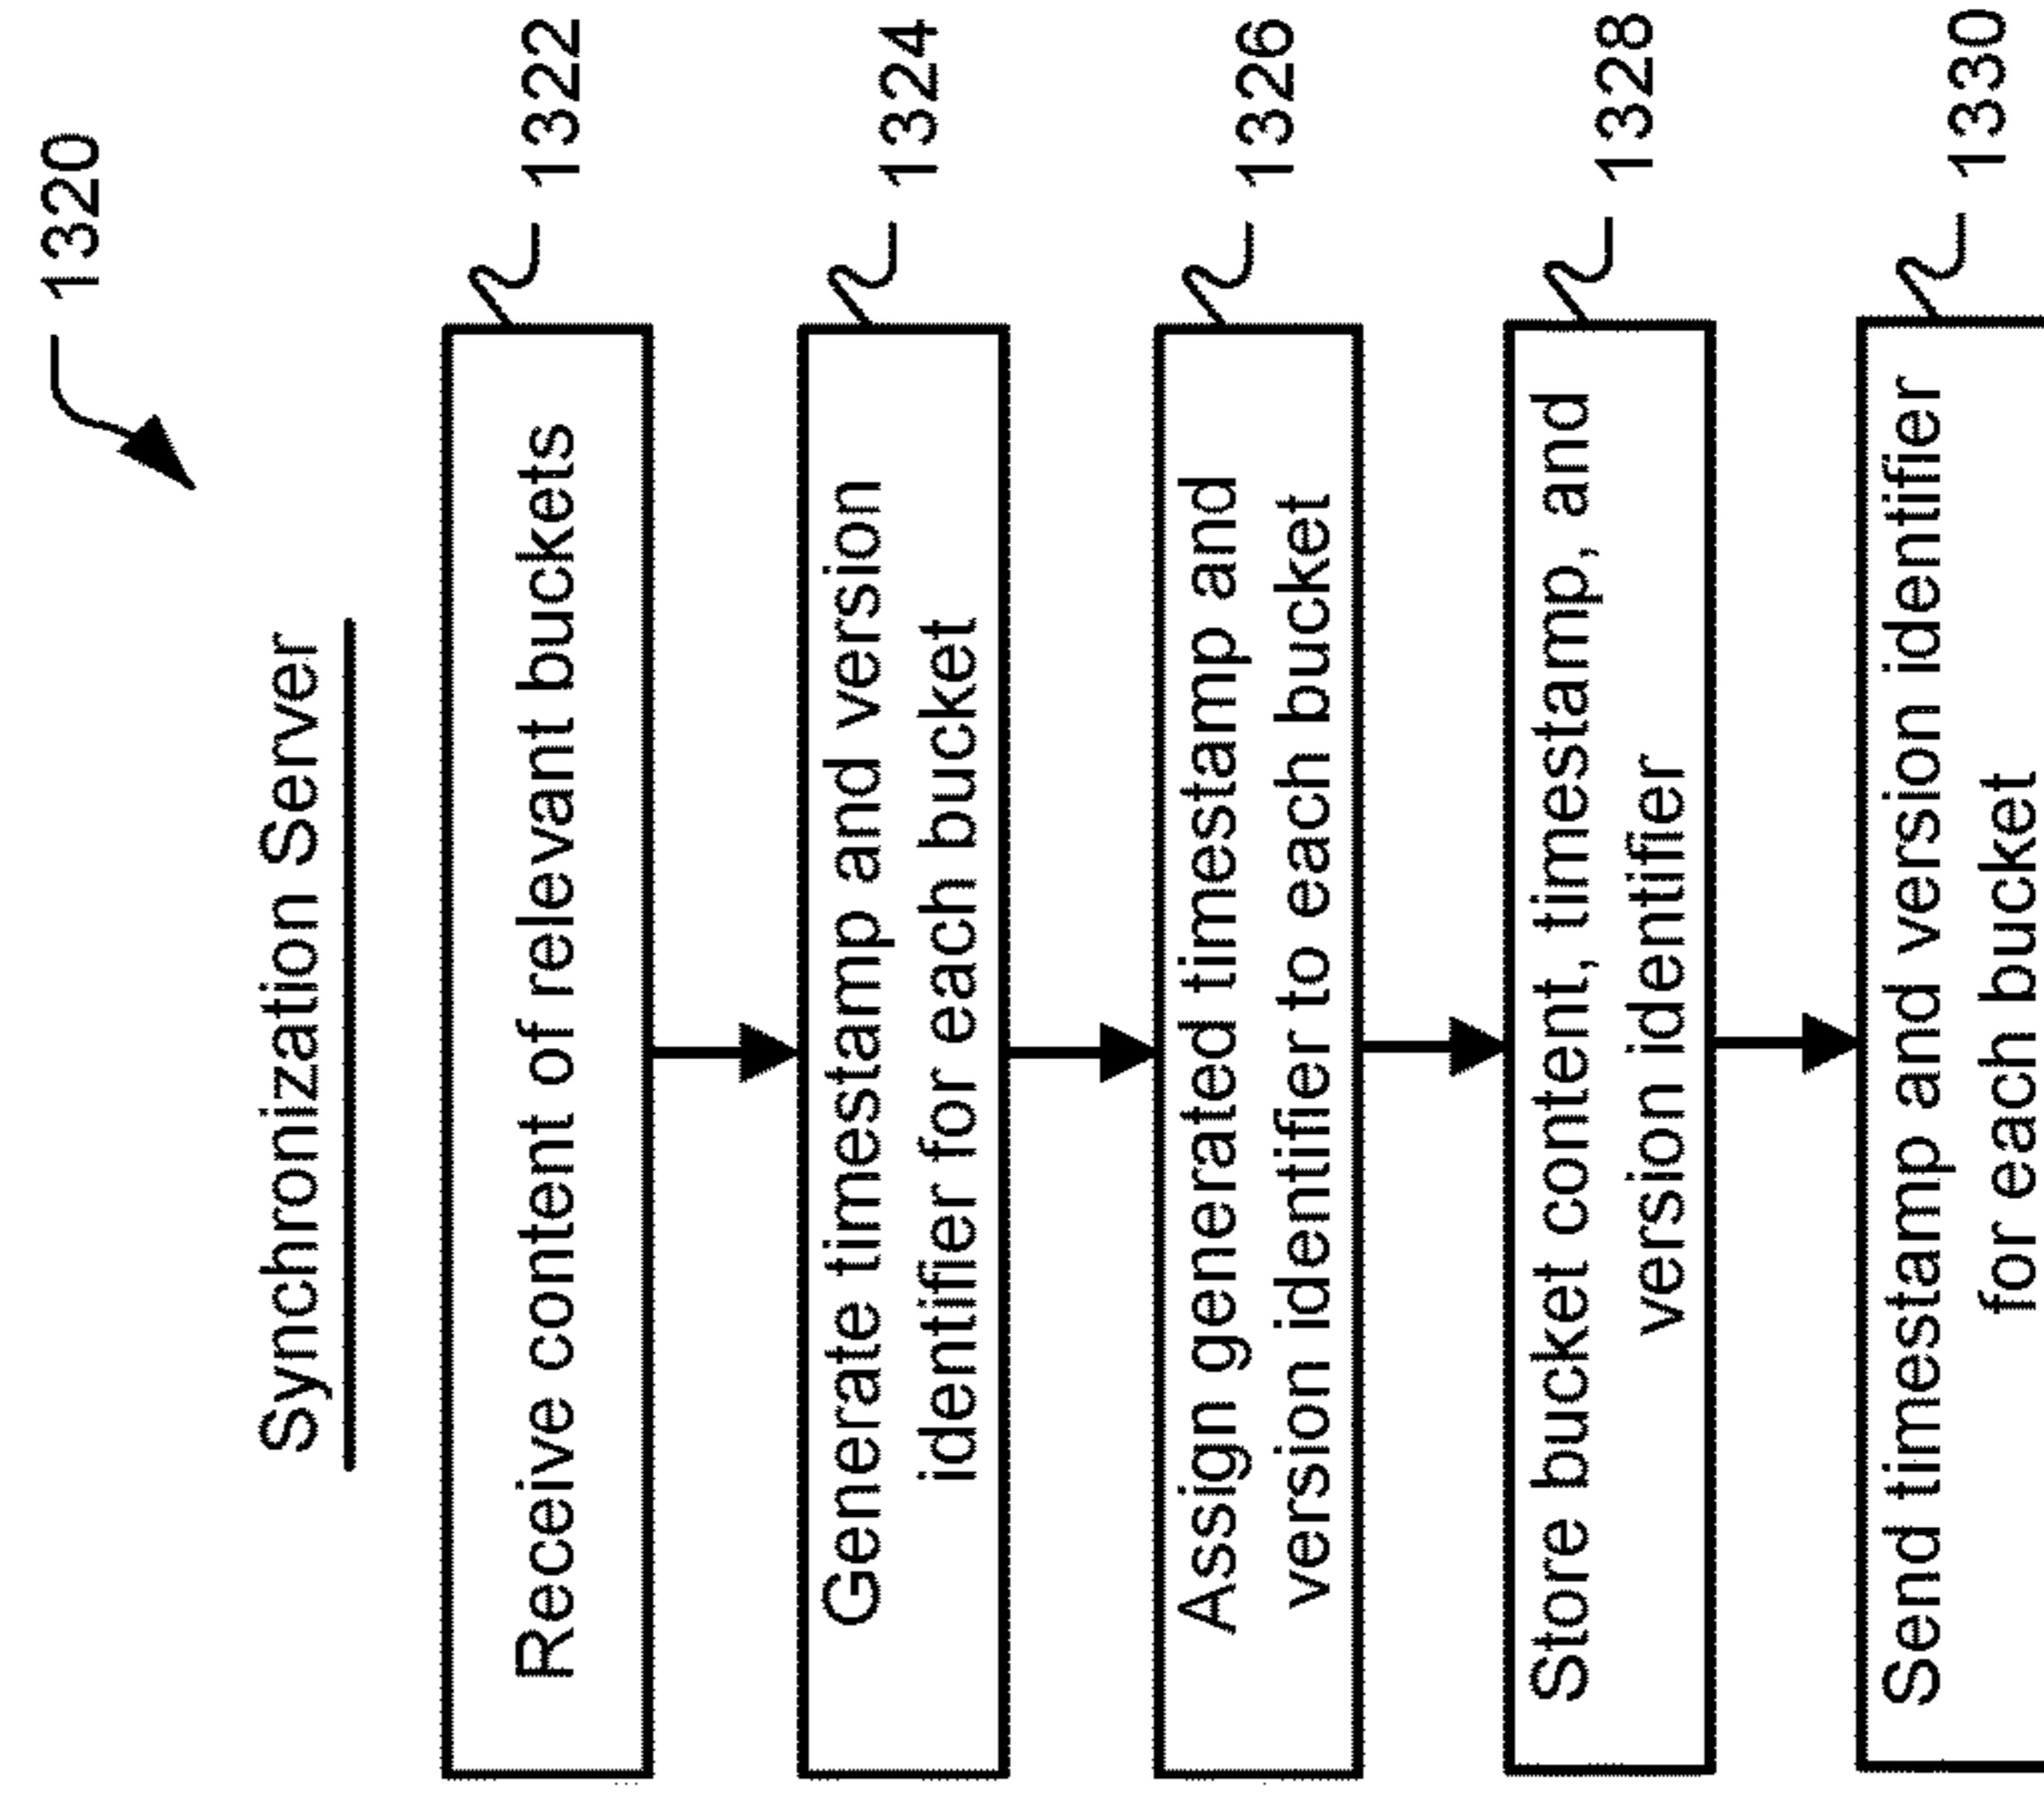 1320
Synchronization Server
Receive content of relevant buckets
1322
Generate timestamp and version
identifier for each bucket
1324
Assign generated timestamp and
version identifier to each bucket
1326
Store bucket content, timestamp, and
version identifier
1328
Send timestamp and version identifier
for each bucket
1330